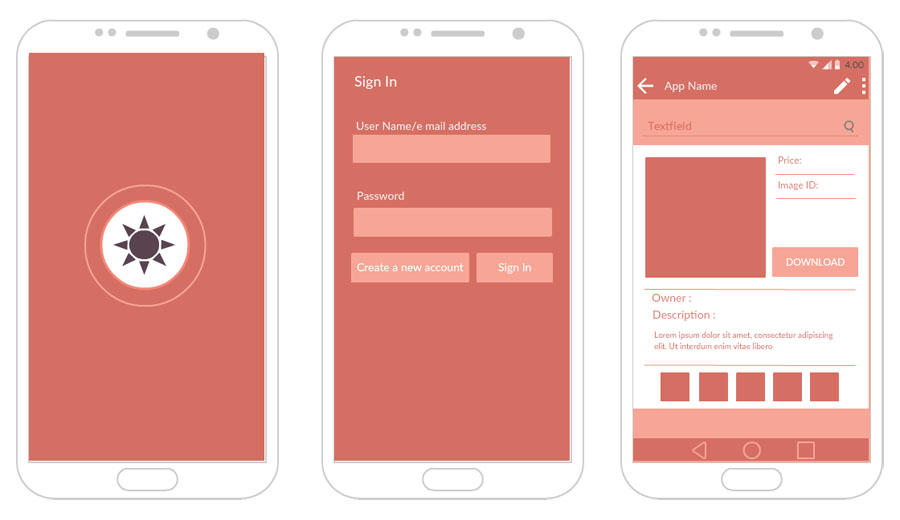 Sign In
User Name/e mail address
Password
Create a new account
Sign In
4:00
App Name
Textfield
Price:
Image ID:
DOWNLOAD
Owner :
Description :
Lorem ipsum dolor sit amet, consectetur adipiscing
elit. Ut interdum enim vitae libero